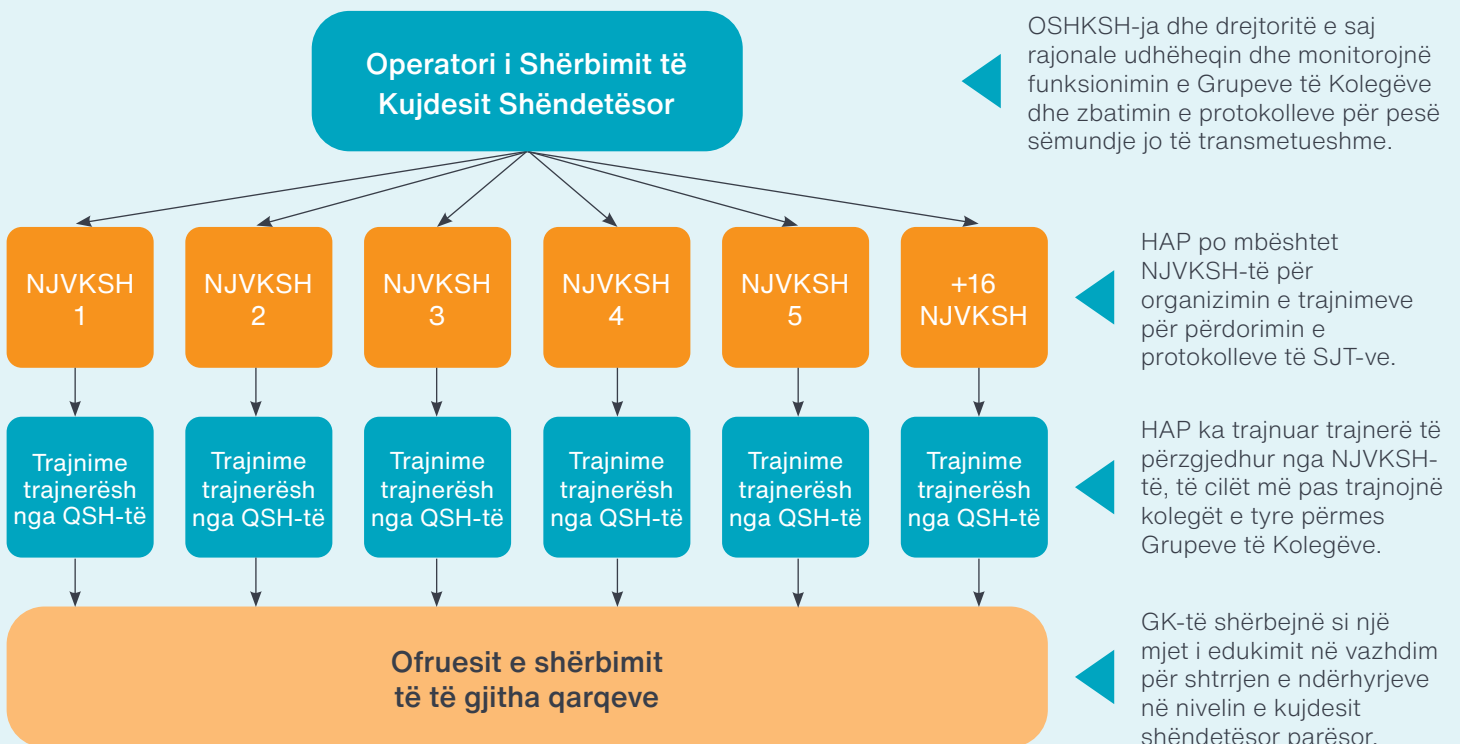 Operatori i Shërbimit të
Kujdesit Shëndetësor
OSHKSH-ja dhe drejtoritë e saj
rajonale udhëheqin dhe monitorojnë
funksionimin e Grupeve të Kolegëve
dhe zbatimin e protokolleve për pesë
sëmundje jo të transmetueshme.
NJVKSH
1
NJVKSH
2
NJVKSH
3
NJVKSH
4
NJVKSH
5
+16
NJVKSH
HAP po mbështet
NJVKSH-të për
organizimin e trajnimeve
për përdorimin e
protokolleve të SJT-ve.
Trajnime
trajnerësh
nga QSH-të
Trajnime
trajnerësh
nga QSH-të
Trajnime
trajnerësh
nga QSH-të
Trajnime
trajnerësh
nga QSH-të
Trajnime
trajnerësh
nga QSH-të
Trajnime
trajnerësh
nga QSH-të
HAP ka trajnuar trajnerë të
përzgjedhur nga NJVKSH-
të, të cilët më pas trajnojnë
kolegët e tyre përmes
Grupeve të Kolegëve.
Ofruesit e shërbimit
të të gjitha qarqeve
GK-të shërbejnë si një
mjet i edukimit në vazhdim
për shtrrjen e ndërhyrjeve
në nivelin e kujdesit
shëndetësor parësor.